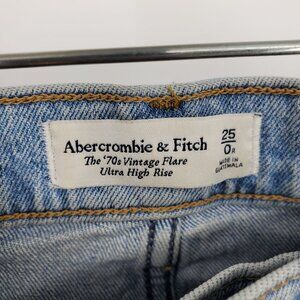 Abercrombie & Fitch
The '70s Vintage Flare
Ultra High Rise
25
0R
MADE IN
GUATEMALA